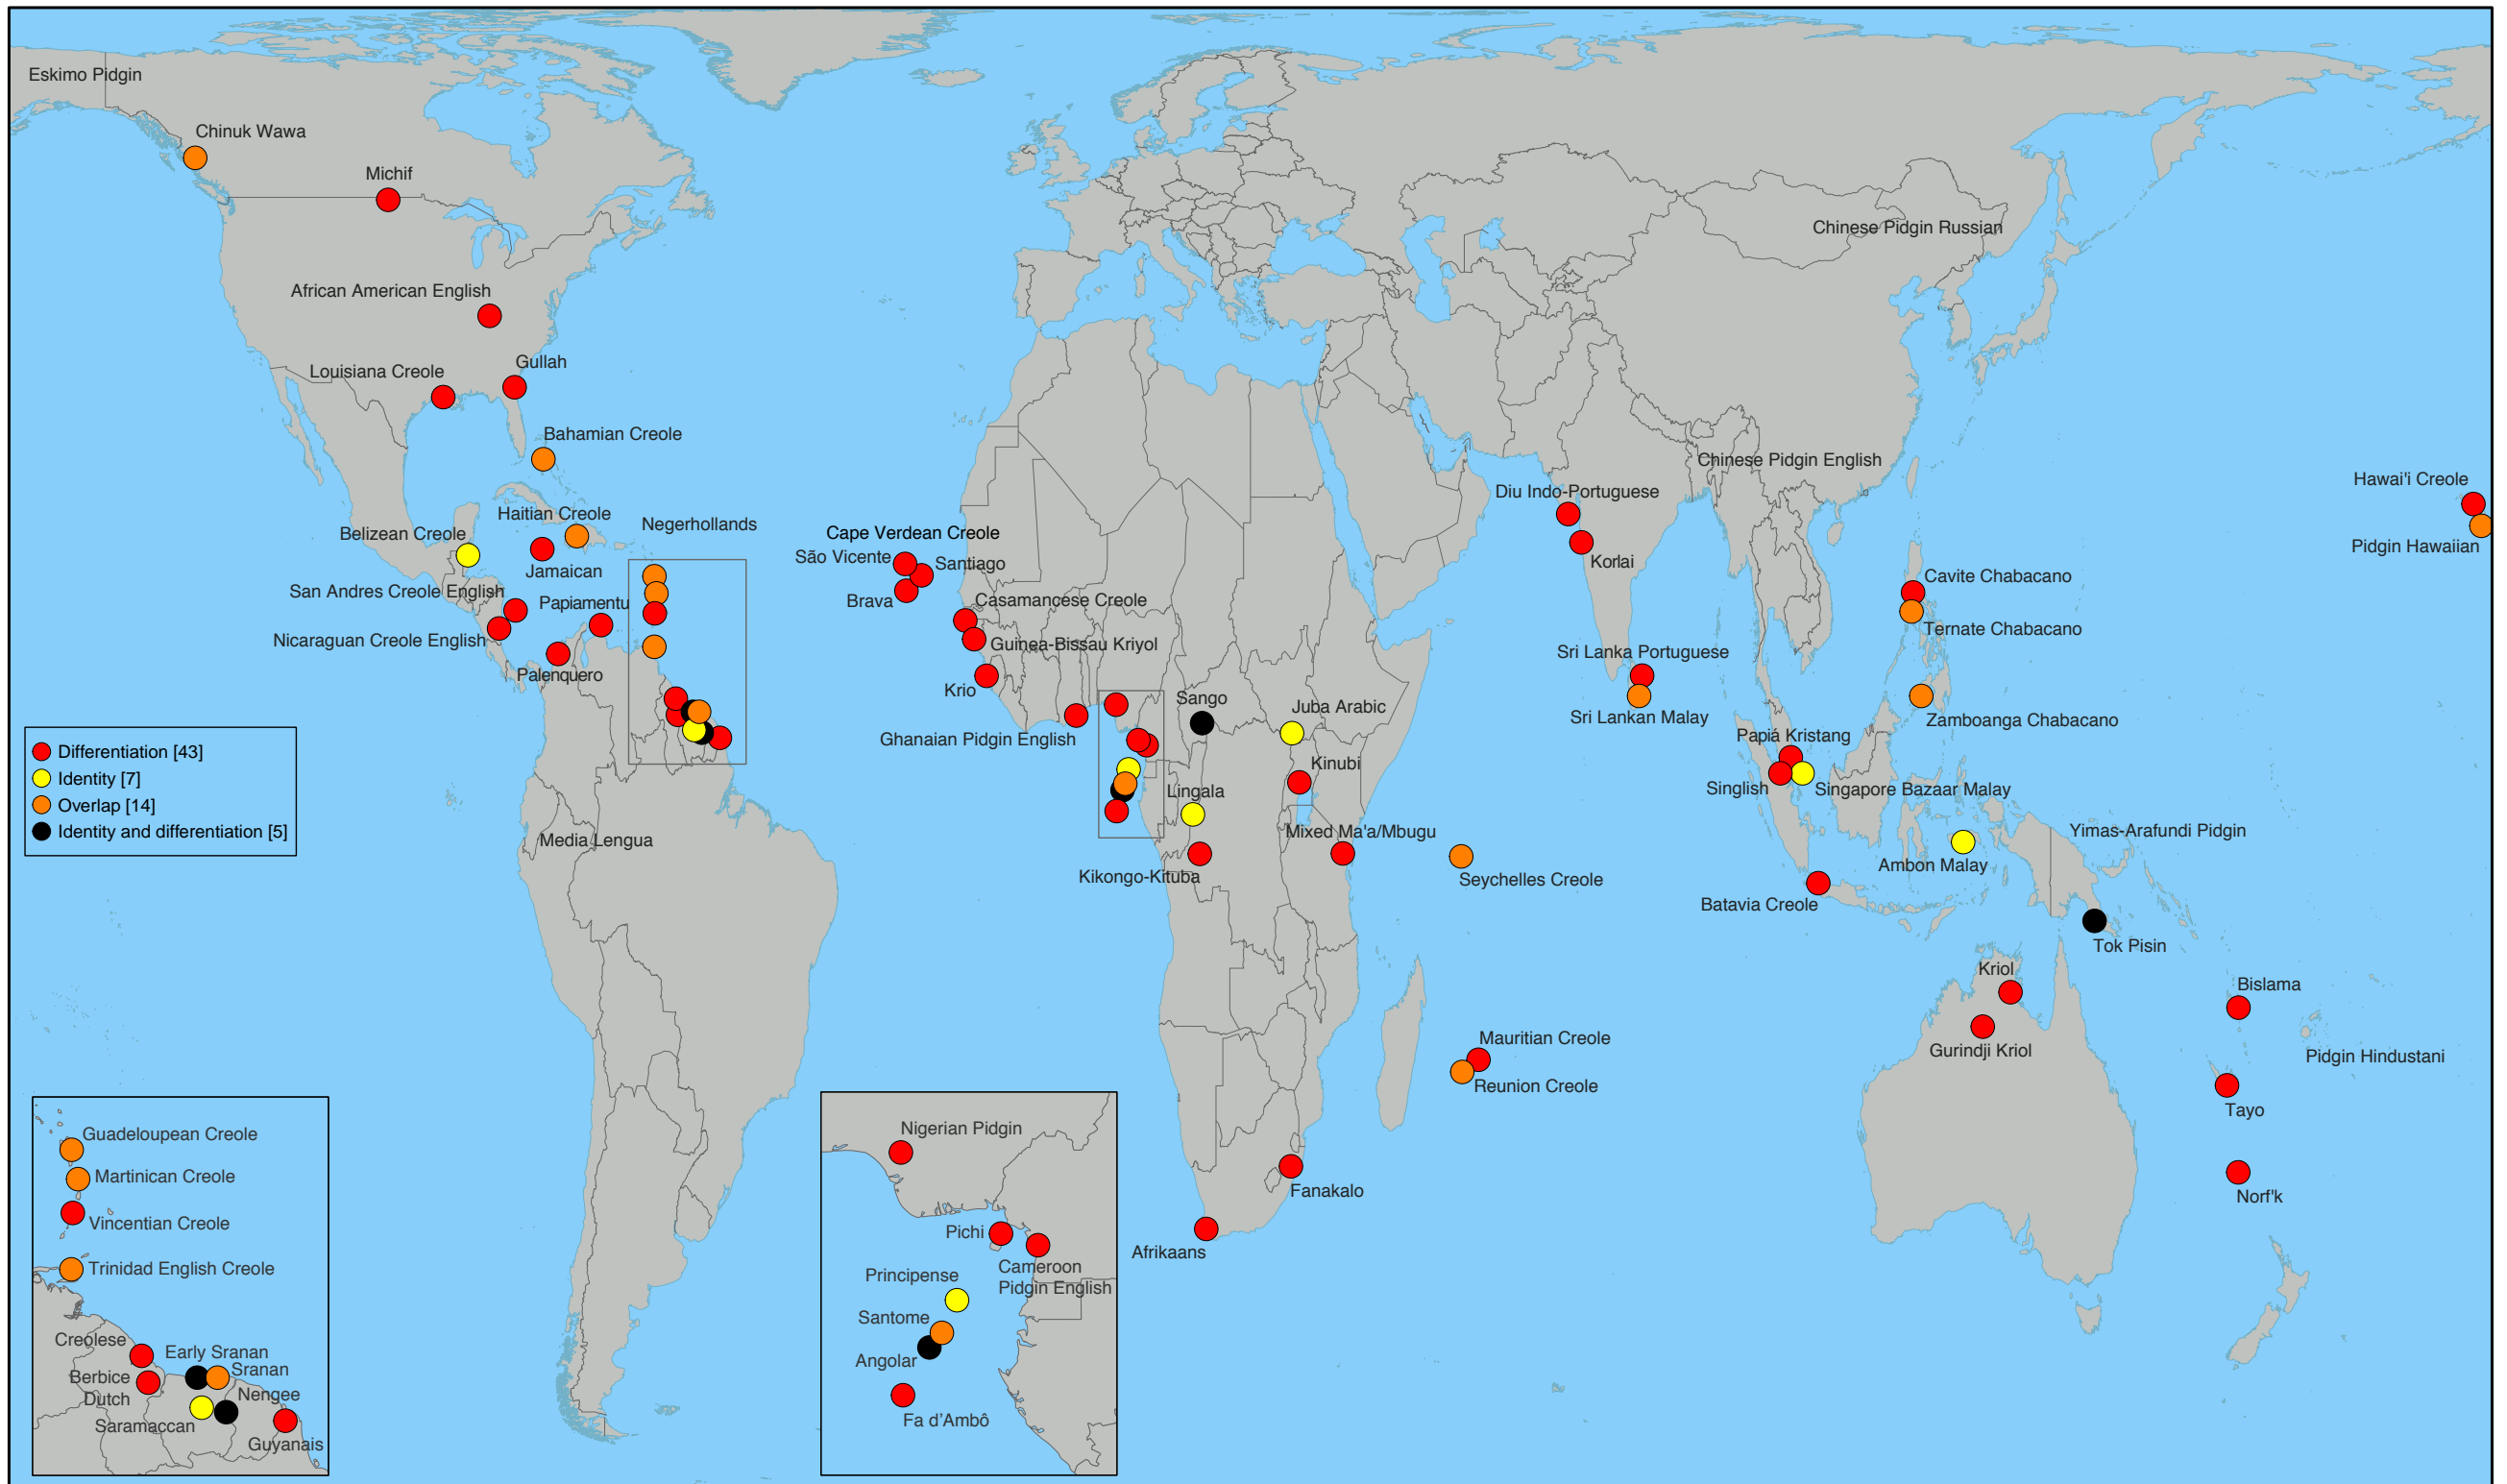 Eskimo Pidgin
Chinuk Wawa
Michif
Chinese Pidgin Russian
African American English
Gullah
Louisiana Creole
Bahamian Creole
Chinese Pidgin English
Hawai'i Creole
Diu Indo-Portuguese
Haitian Creole
Negerhollands
Belizean Creole
Cape Verdean Creole
São Vicente
Santiago
Pidgin Hawaiian
Korlai
Jamaican
Cavite Chabacano
San Andres Creole English
Papiamentu
Brava
Casamancese Creole
Ternate Chabacano
Nicaraguan Creole English
Guinea-Bissau Kriyol
Sri Lanka Portuguese
Palenquero
Krio
Sango
Juba Arabic
Sri Lankan Malay
Zamboanga Chabacano
Ghanaian Pidgin English
Papiá Kristang
Differentiation [43]
Identity [7]
Overlap [14]
Identity and differentiation [5]
Kinubi
Lingala
Singlish
Singapore Bazaar Malay
Media Lengua
Mixed Ma'a/Mbugu
Yimas-Arafundi Pidgin
Ambon Malay
Kikongo-Kituba
Seychelles Creole
Batavia Creole
Tok Pisin
Kriol
Bislama
Mauritian Creole
Gurindji Kriol
Pidgin Hindustani
Reunion Creole
Tayo
Fanakalo
Norf'k
Afrikaans
Guadeloupean Creole
Martinican Creole
Vincentian Creole
Trinidad English Creole
Creolese
Early Sranan
Sranan
Berbice
Dutch
Nengee
Saramaccan
Guyanais
Nigerian Pidgin
Pichi
Cameroon
Pidgin English
Principense
Santome
Angolar
Fa d’Ambô